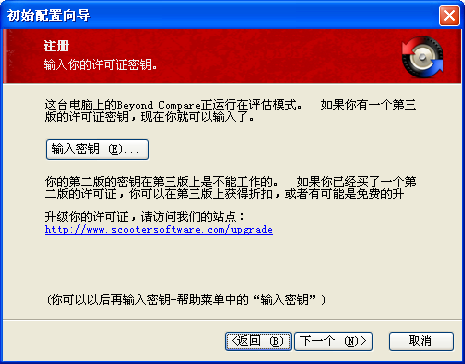 初始配置向导
注册
输入你的许可证密钥。
这台电脑上的Beyond Compare正运行在评估模式。 如果你有一个第三
版的许可证密钥,现在你就可以输入了。
输入密钥 (E)...
你的第二版的密钥在第三版上是不能工作的。 如果你已经买了一个第
二版的许可证，你可以在第三版上获得折扣，或者有可能是免费的升
升级你的许可证，请访问我们的站点：
http://www.scootersoftware.com/upgrade
(你可以以后再输入密钥-帮助菜单中的“输入密钥”)
<返回 (B)
下一个 (N)>
取消